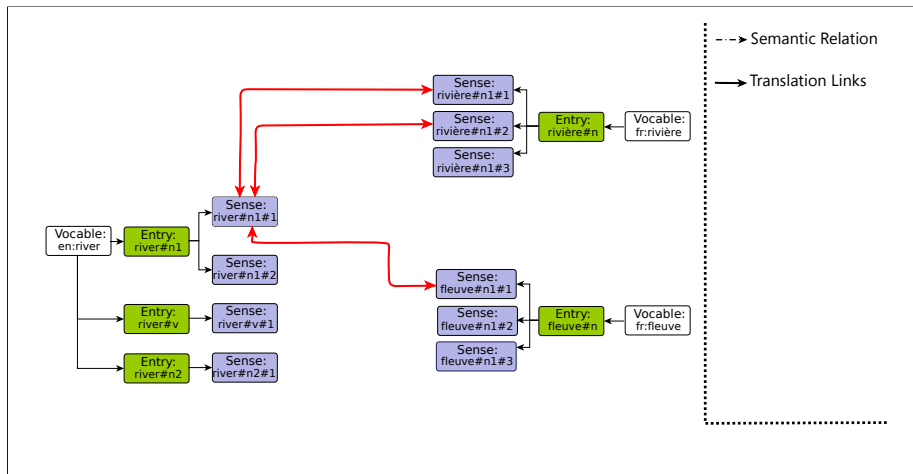 Semantic Relation
Translation Links
Sense:
rivière#n1#1
Sense:
rivière#n1#2
Sense:
rivière#n1#3
Entry:
rivière#n
Vocable:
fr:rivière
Sense:
river#n1#1
Vocable:
en:river
Entry:
river#n1
Sense:
river#n1#2
Entry:
river#v
Sense:
river#v#1
Entry:
river#n2
Sense:
river#n2#1
Sense:
fleuve#n1#1
Sense:
fleuve#n1#2
Sense:
fleuve#n1#3
Entry:
fleuve#n
Vocable:
fr:fleuve